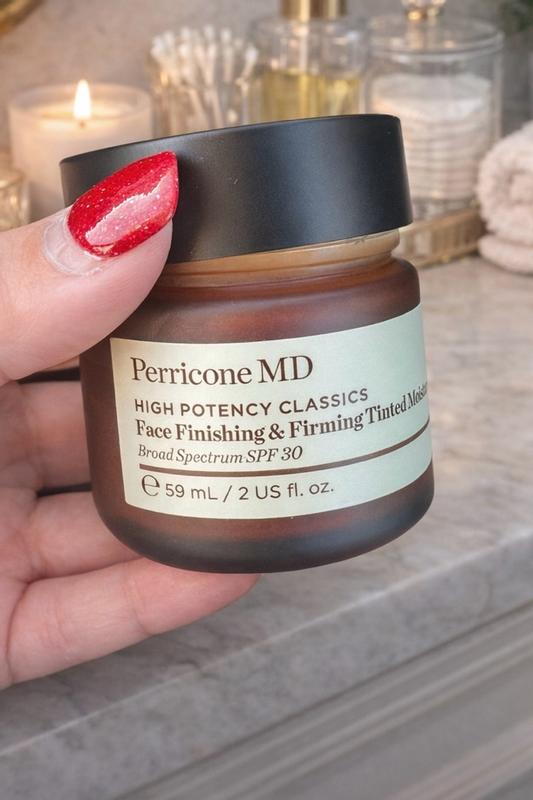 Perricone MD
HIGH POTENCY CLASSICS
Face Finishing & Firming Tinted
Broad Spectrum SPF 30
℮ 59 mL / 2 US fl. oz.